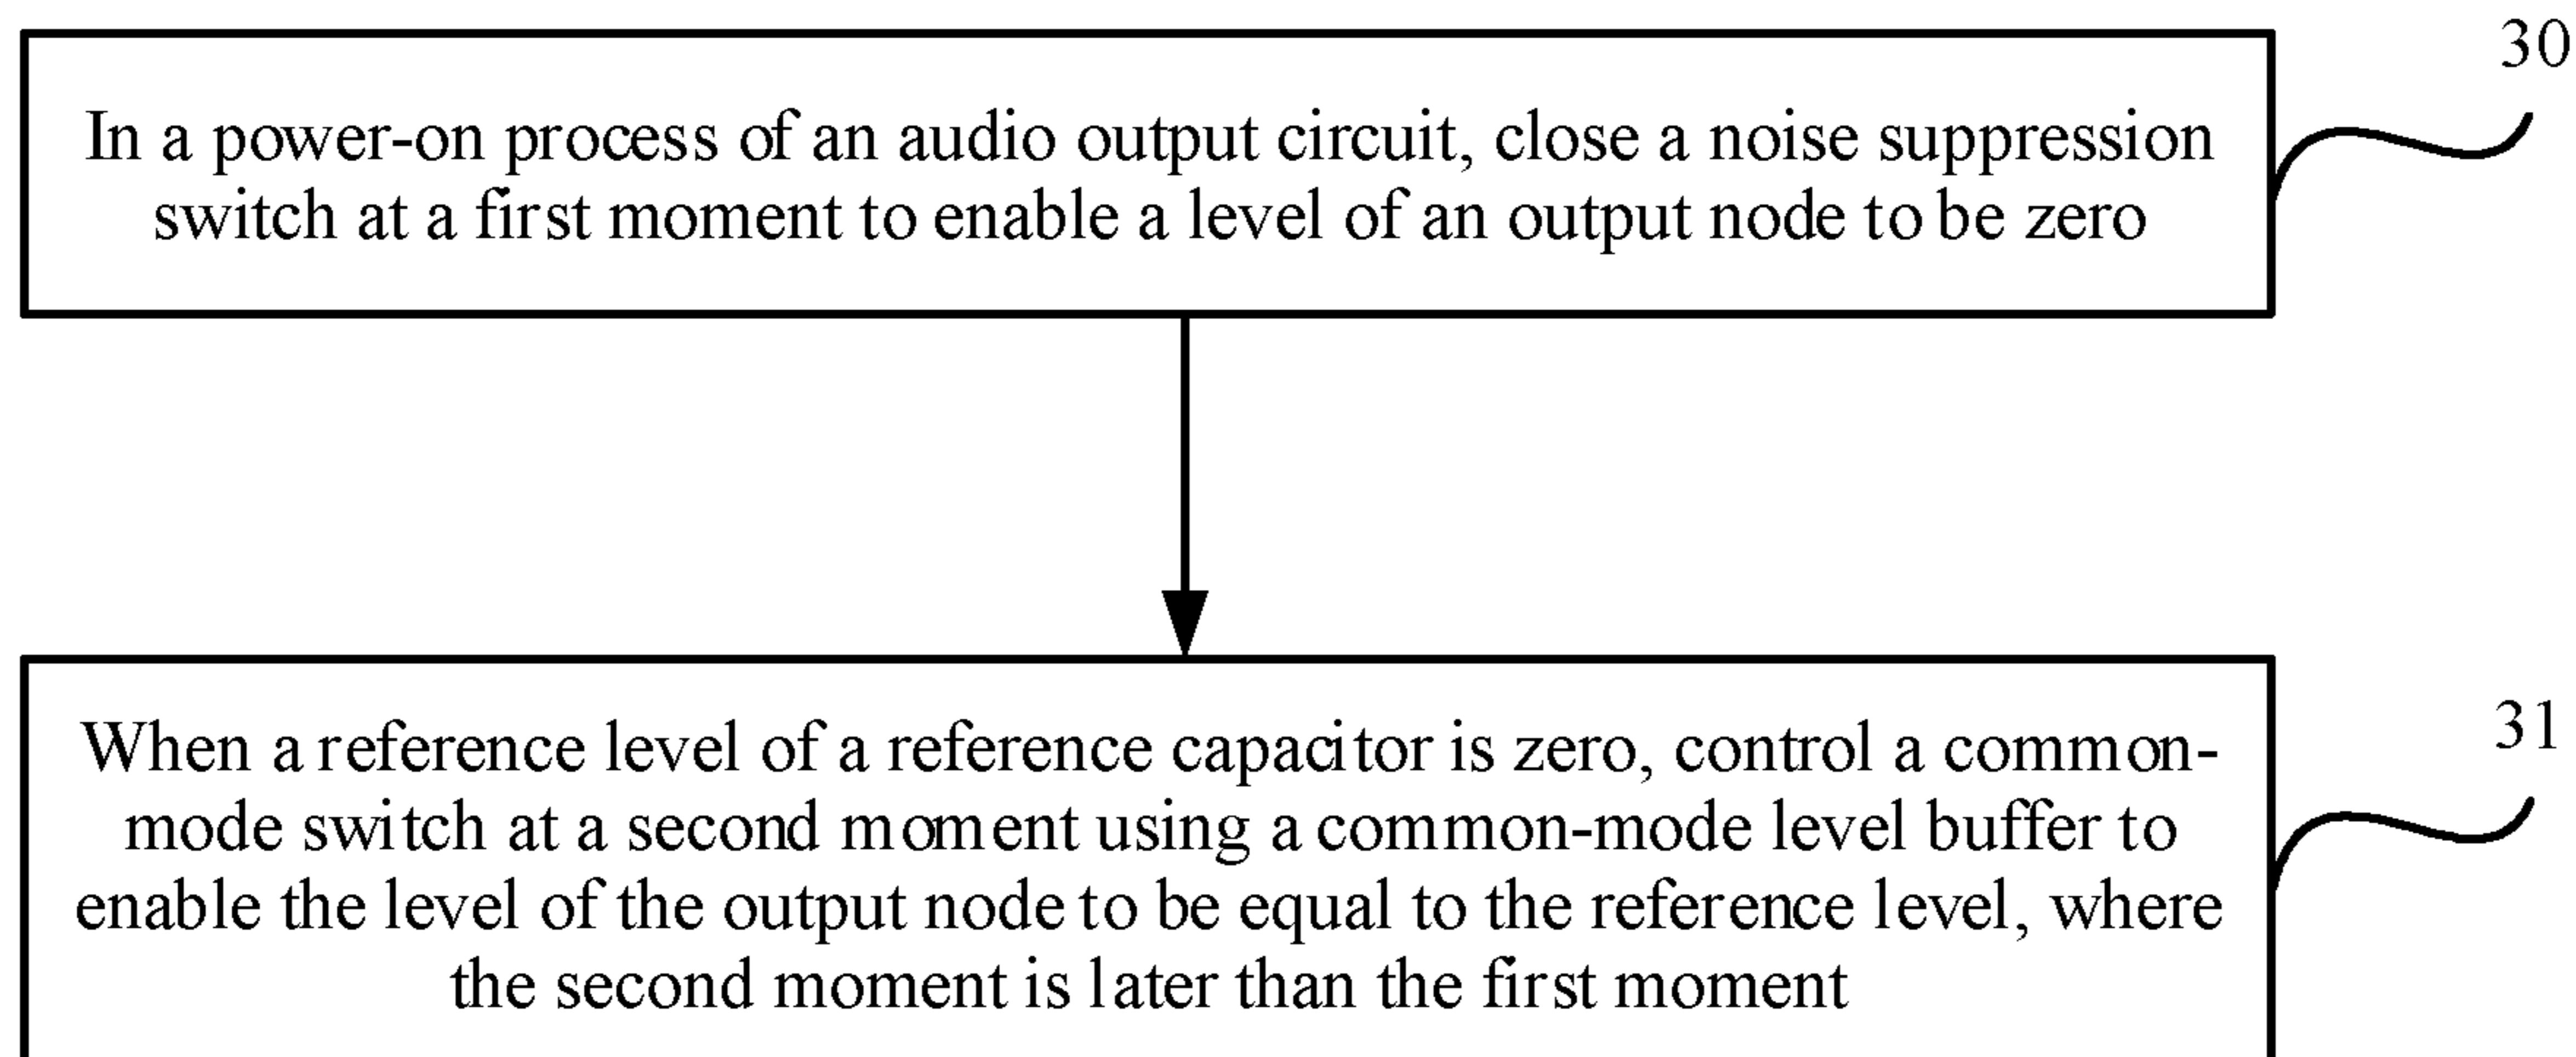 30
In a power-on process of an audio output circuit, close a noise suppression
switch at a first moment to enable a level of an output node to be zero
31
When a reference level of a reference capacitor is zero, control a common-
mode switch at a second moment using a common-mode level buffer to
enable the level of the output node to be equal to the reference level, where
the second moment is later than the first moment